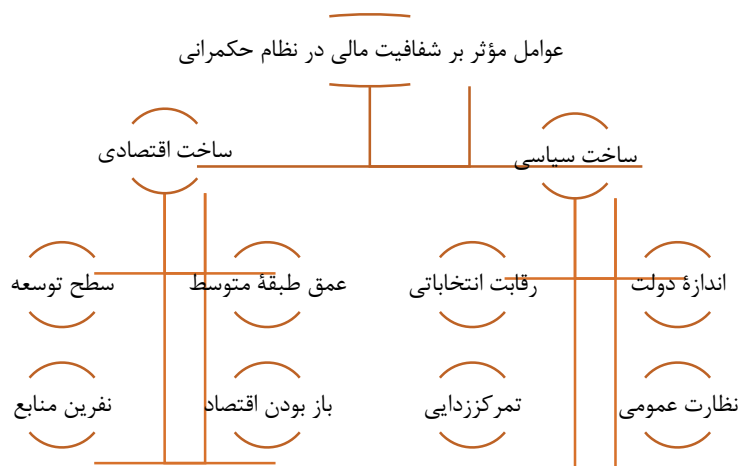 عوامل مؤثر بر شفافیت مالی در نظام حکمرانی
ساخت سیاسی
ساخت اقتصادی
اندازهٔ دولت
رقابت انتخاباتی
عمق طبقهٔ متوسط
سطح توسعه
نظارت عمومی
تمرکززدایی
باز بودن اقتصاد
نفرین منابع